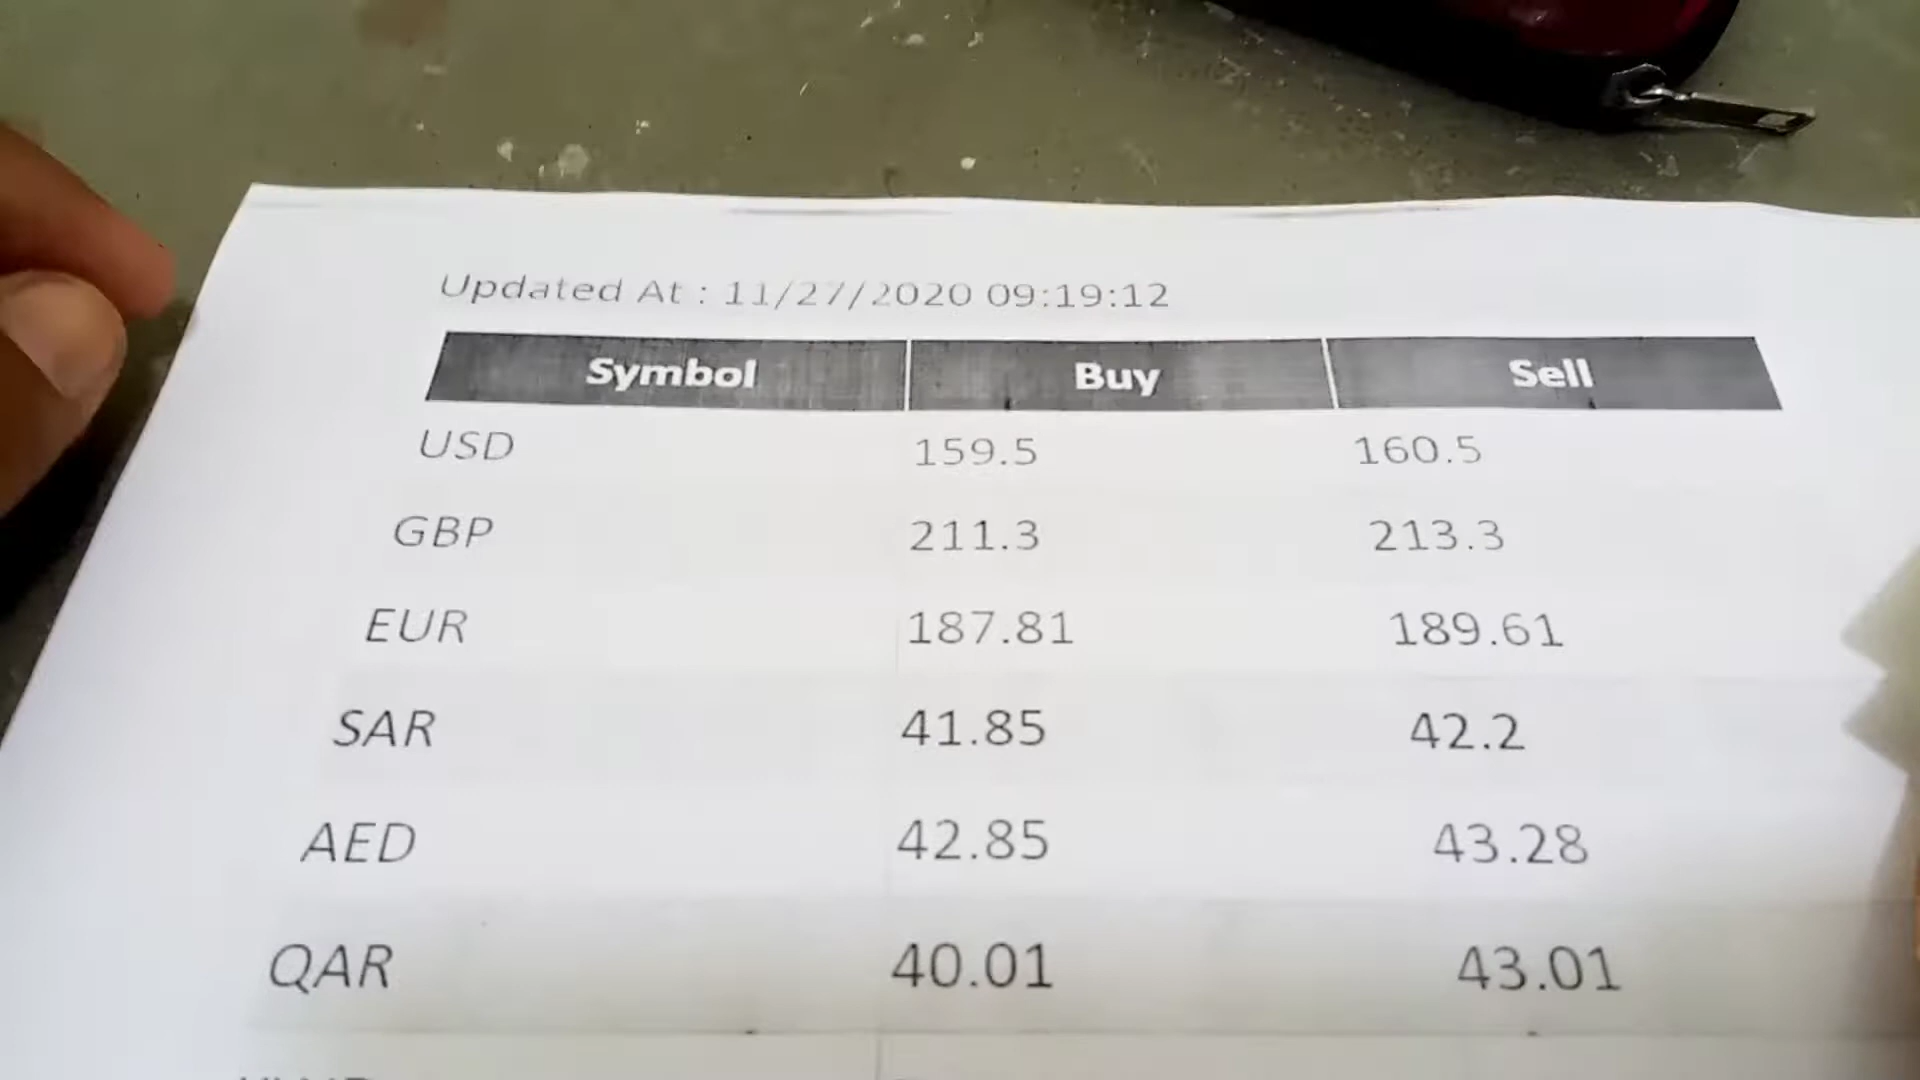 Updated At : 11/27/2020 09:19:12
Symbol Buy Sell
USD 159.5 160.5
GBP 211.3 213.3
EUR 187.81 189.61
SAR 41.85 42.2
AED 42.85 43.28
QAR 40.01 43.01